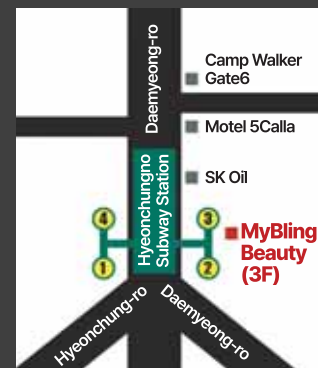 Daemyeong-ro
Camp Walker
Gate6
Motel 5Calla
SK Oil
Hyeonchungno
Subway Station
4
3
1
2
MyBling
Beauty
(3F)
Hyeonchung-ro
Daemyeong-ro